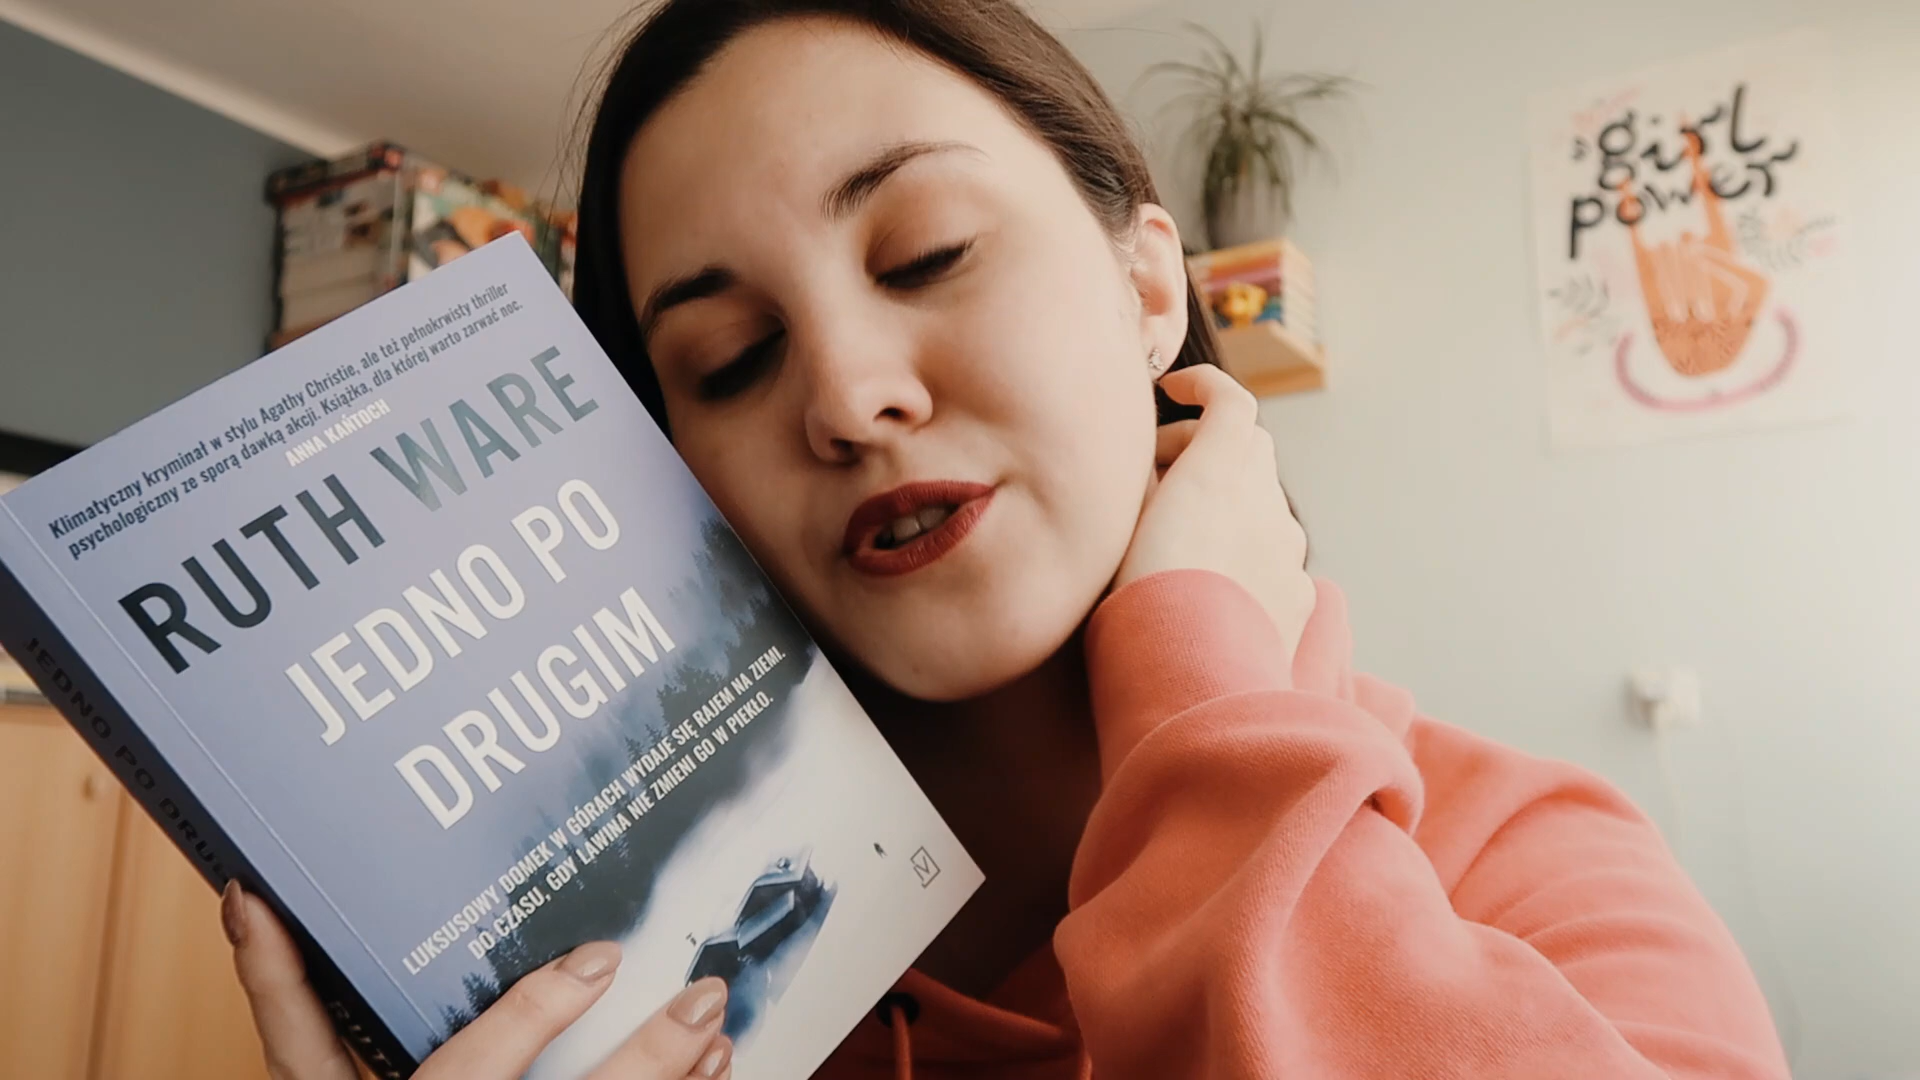 Klimatyczny kryminał w stylu Agathy Christie, ale też pełnokrwisty thriller
psychologiczny ze sporą dawką akcji. Książka, dla której warto zarwać noc.
ANNA KAŃTOCH
RUTH WARE
JEDNO PO
DRUGIM
LUKSUSOWY DOMEK W GÓRACH WYDAJE SIĘ RAJEM NA ZIEMI.
DO CZASU, GDY LAWINA NIE ZMIENI GO W PIEKŁO.
JEDNO PO
girl
power